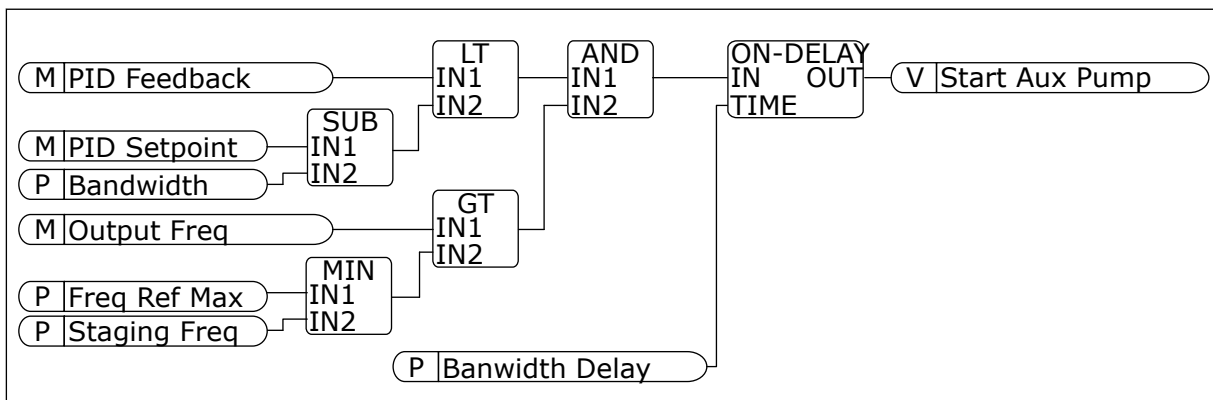 LT
AND
ON-DELAY
M PID Feedback
IN1
IN1
IN OUT
V Start Aux Pump
IN2
IN2
TIME
SUB
M PID Setpoint
IN1
P Bandwidth
IN2
GT
M Output Freq
IN1
IN2
MIN
P Freq Ref Max
IN1
P Staging Freq
IN2
P Banwidth Delay